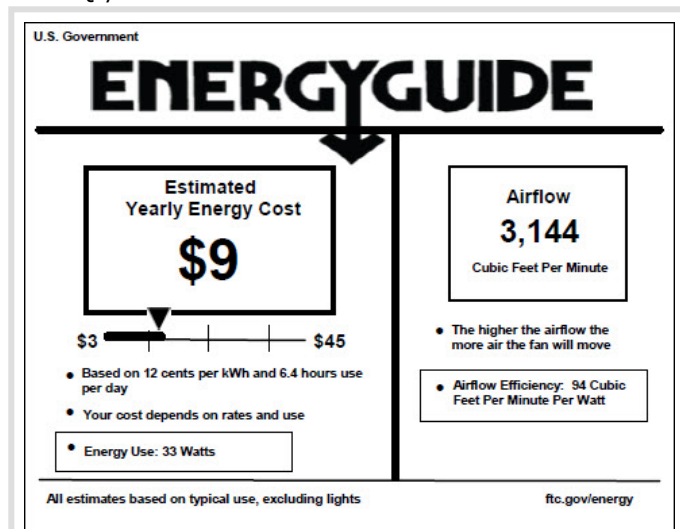 U.S. Government
ENERGYGUIDE
Estimated
Yearly Energy Cost
$9
$3
$45
• Based on 12 cents per kWh and 6.4 hours use
per day
• Your cost depends on rates and use
• Energy Use: 33 Watts
Airflow
3,144
Cubic Feet Per Minute
• The higher the airflow the
more air the fan will move
• Airflow Efficiency: 94 Cubic
Feet Per Minute Per Watt
All estimates based on typical use, excluding lights
ftc.gov/energy